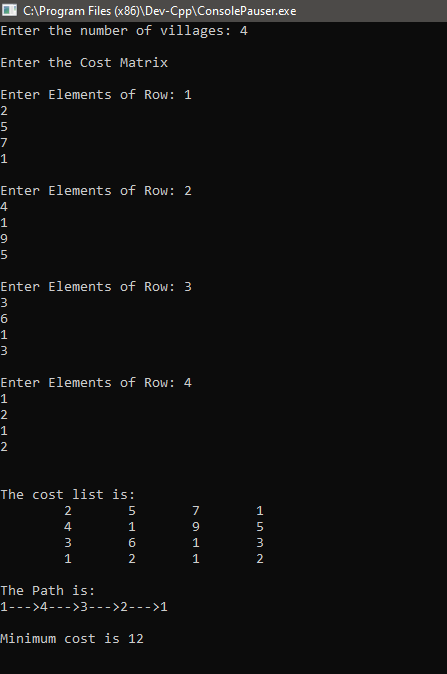 C:\Program Files (x86)\Dev-Cpp\ConsolePauser.exe
Enter the number of villages: 4
Enter the Cost Matrix
Enter Elements of Row: 1
2
5
7
1
Enter Elements of Row: 2
4
1
9
5
Enter Elements of Row: 3
3
6
1
3
Enter Elements of Row: 4
1
2
1
2
The cost list is:
2 5 7 1
4 1 9 5
3 6 1 3
1 2 1 2
The Path is:
1--->4--->3--->2--->1
Minimum cost is 12